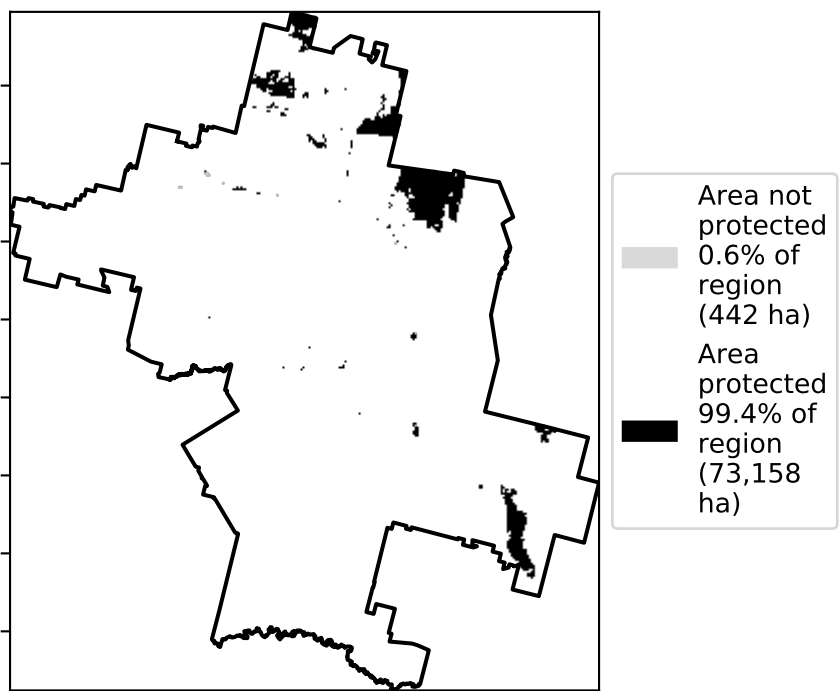 Area not
protected
0.6% of
region
(442 ha)
Area
protected
99.4% of
region
(73,158
ha)